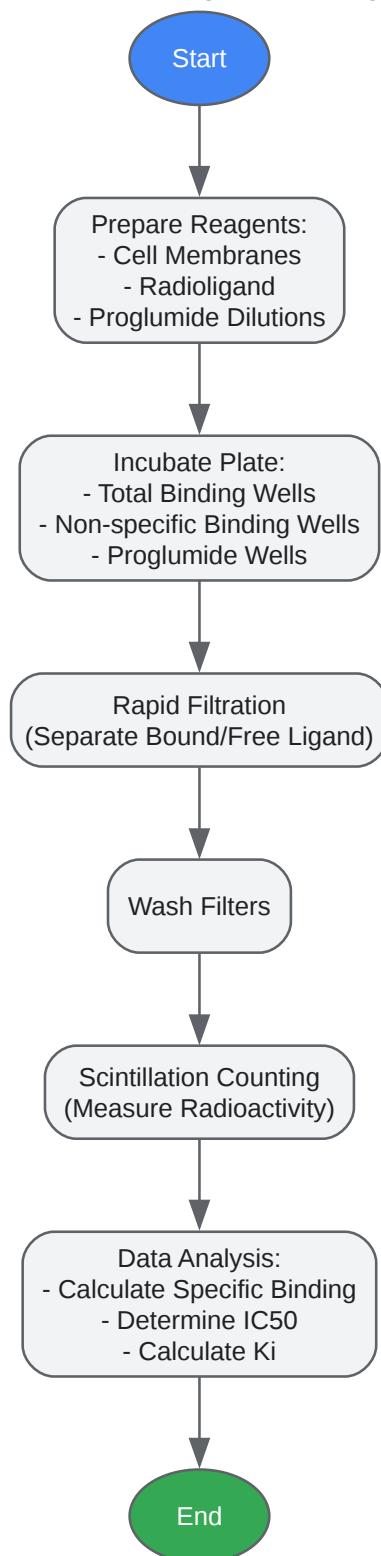 Start
Prepare Reagents:
- Cell Membranes
- Radioligand
- Proglumide Dilutions
Incubate Plate:
- Total Binding Wells
- Non-specific Binding Wells
- Proglumide Wells
Rapid Filtration
(Separate Bound/Free Ligand)
Wash Filters
Scintillation Counting
(Measure Radioactivity)
Data Analysis:
- Calculate Specific Binding
- Determine IC50
- Calculate Ki
End